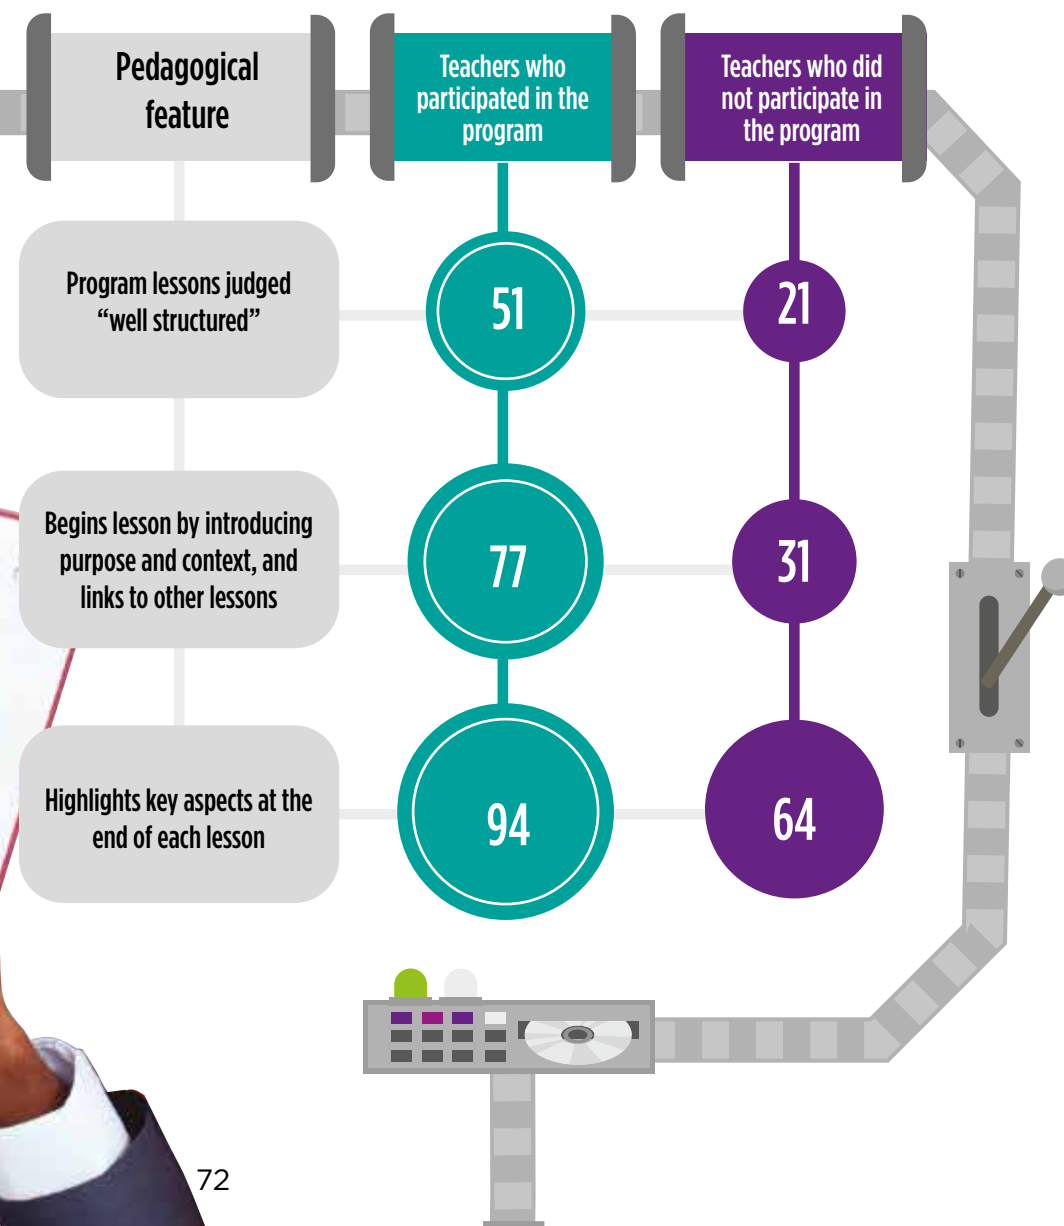 Pedagogical
feature
Teachers who
participated in the
program
Teachers who did
not participate in
the program
Program lessons judged
“well structured”
51
21
Begins lesson by introducing
purpose and context, and
links to other lessons
77
31
Highlights key aspects at the
end of each lesson
94
64
72